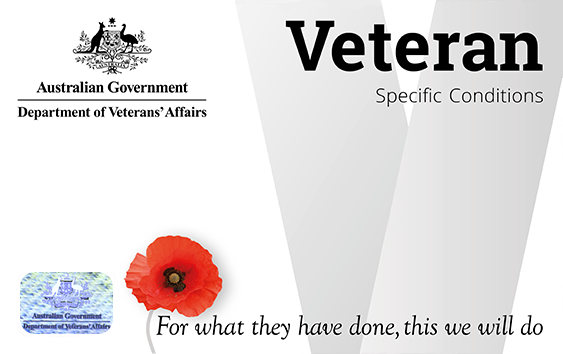 Australian Government
Department of Veterans' Affairs
Veteran
Specific Conditions
Australian Government
Department of Veterans' Affairs
For what they have done, this we will do